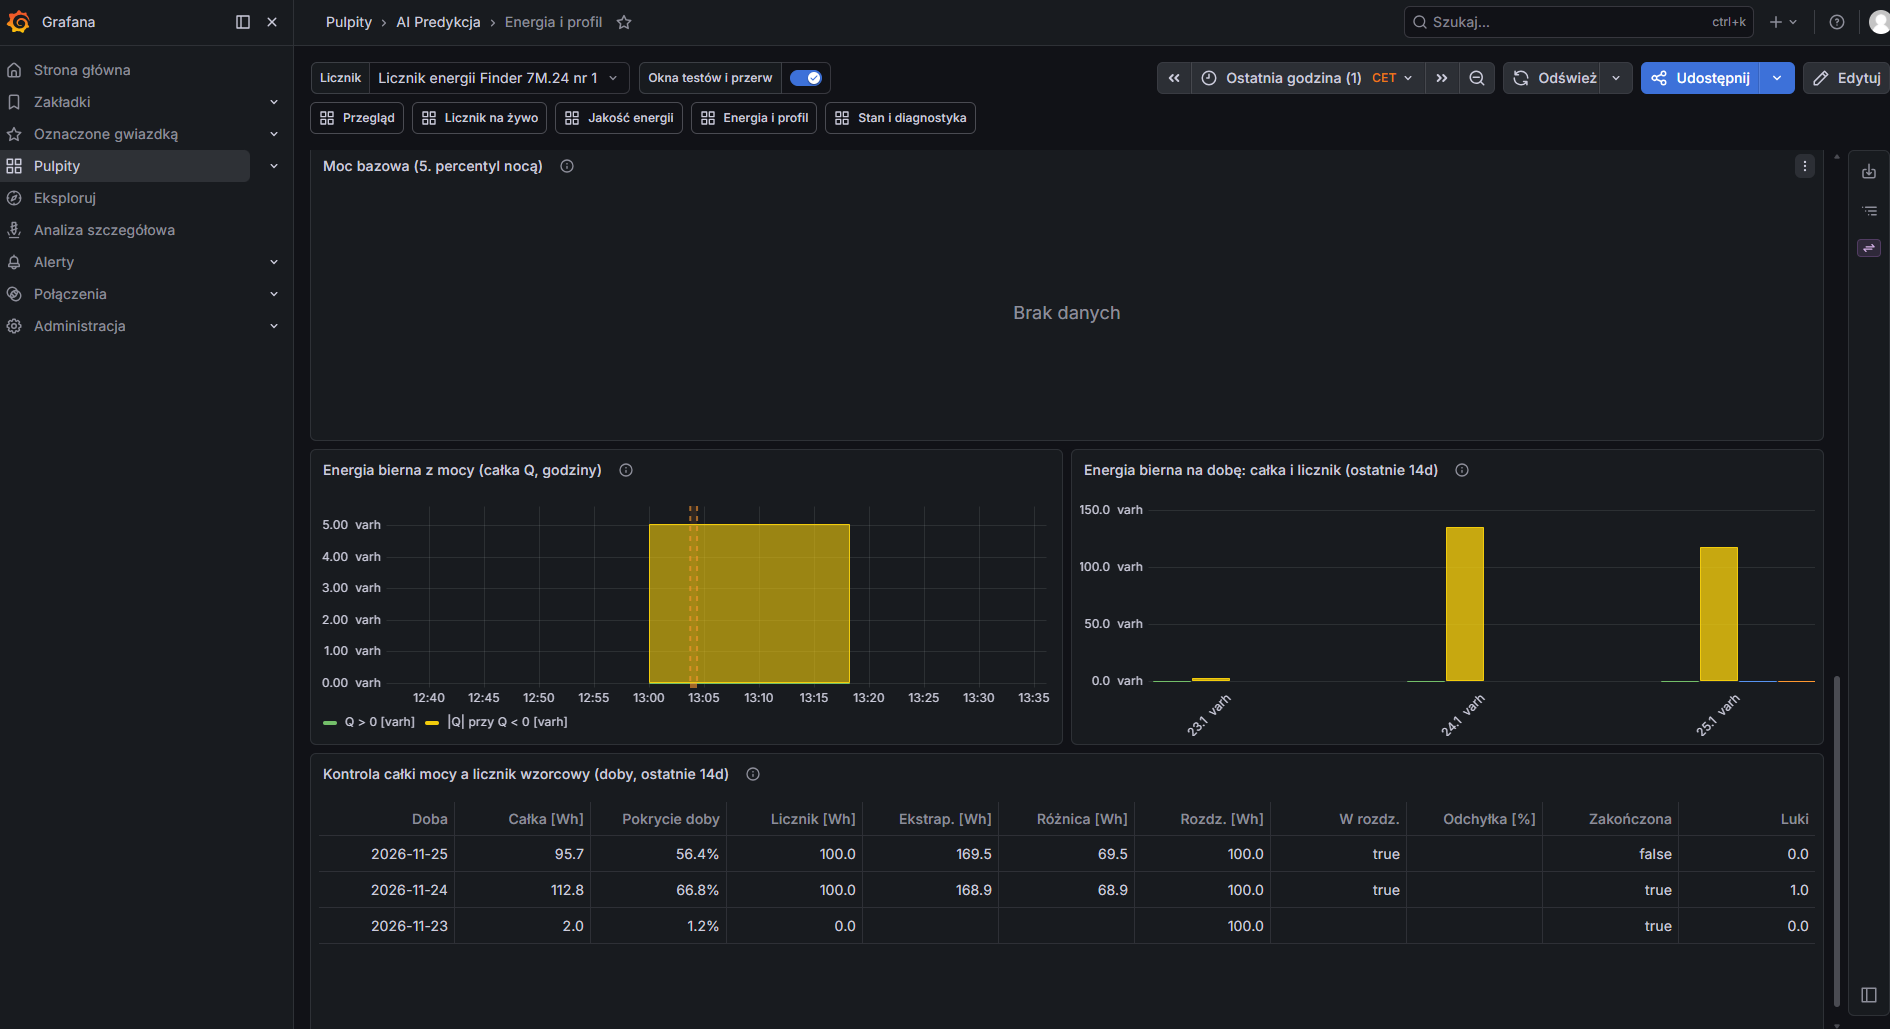 Grafana
Pulpity › AI Predykcja › Energia i profil
Szukaj...
ctrl+k
Strona główna
Zakładki
Oznaczone gwiazdką
Pulpity
Eksploruj
Analiza szczegółowa
Alerty
Połączenia
Administracja
Licznik
Licznik energii Finder 7M.24 nr 1
Okna testów i przerw
Ostatnia godzina (1) CET
Odśwież
Udostępnij
Edytuj
Przegląd
Licznik na żywo
Jakość energii
Energia i profil
Stan i diagnostyka
Moc bazowa (5. percentyl nocą)
Brak danych
Energia bierna z mocy (całka Q, godziny)
5.00 varh
4.00 varh
3.00 varh
2.00 varh
1.00 varh
0.00 varh
12:40 12:45 12:50 12:55 13:00 13:05 13:10 13:15 13:20 13:25 13:30 13:35
Q > 0 [varh] |Q| przy Q < 0 [varh]
Energia bierna na dobę: całka i licznik (ostatnie 14d)
150.0 varh
100.0 varh
50.0 varh
0.0 varh
23.1 varh 24.1 varh 25.1 varh
Kontrola całki mocy a licznik wzorcowy (doby, ostatnie 14d)
Doba Całka [Wh] Pokrycie doby Licznik [Wh] Ekstrap. [Wh] Różnica [Wh] Rozdz. [Wh] W rozdz. Odchyłka [%] Zakończona Luki
2026-11-25 95.7 56.4% 100.0 169.5 69.5 100.0 true false 0.0
2026-11-24 112.8 66.8% 100.0 168.9 68.9 100.0 true true 1.0
2026-11-23 2.0 1.2% 0.0 100.0 true 0.0